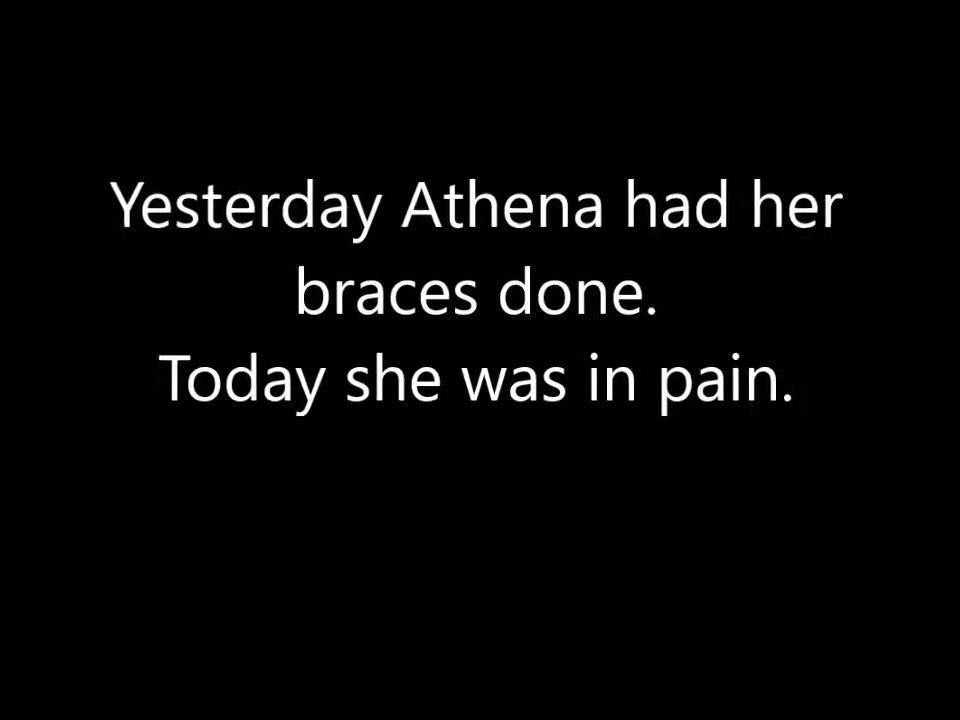 Yesterday Athena had her
braces done.
Today she was in pain.